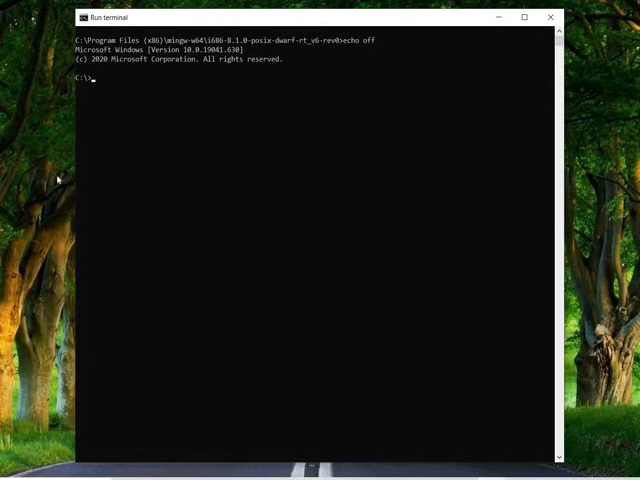 Run terminal
C:\Program Files (x86)\mingw-w64\i686-8.1.0-posix-dwarf-rt_v6-rev0>echo off
Microsoft Windows [Version 10.0.19041.630]
(c) 2020 Microsoft Corporation. All rights reserved.
C:\>